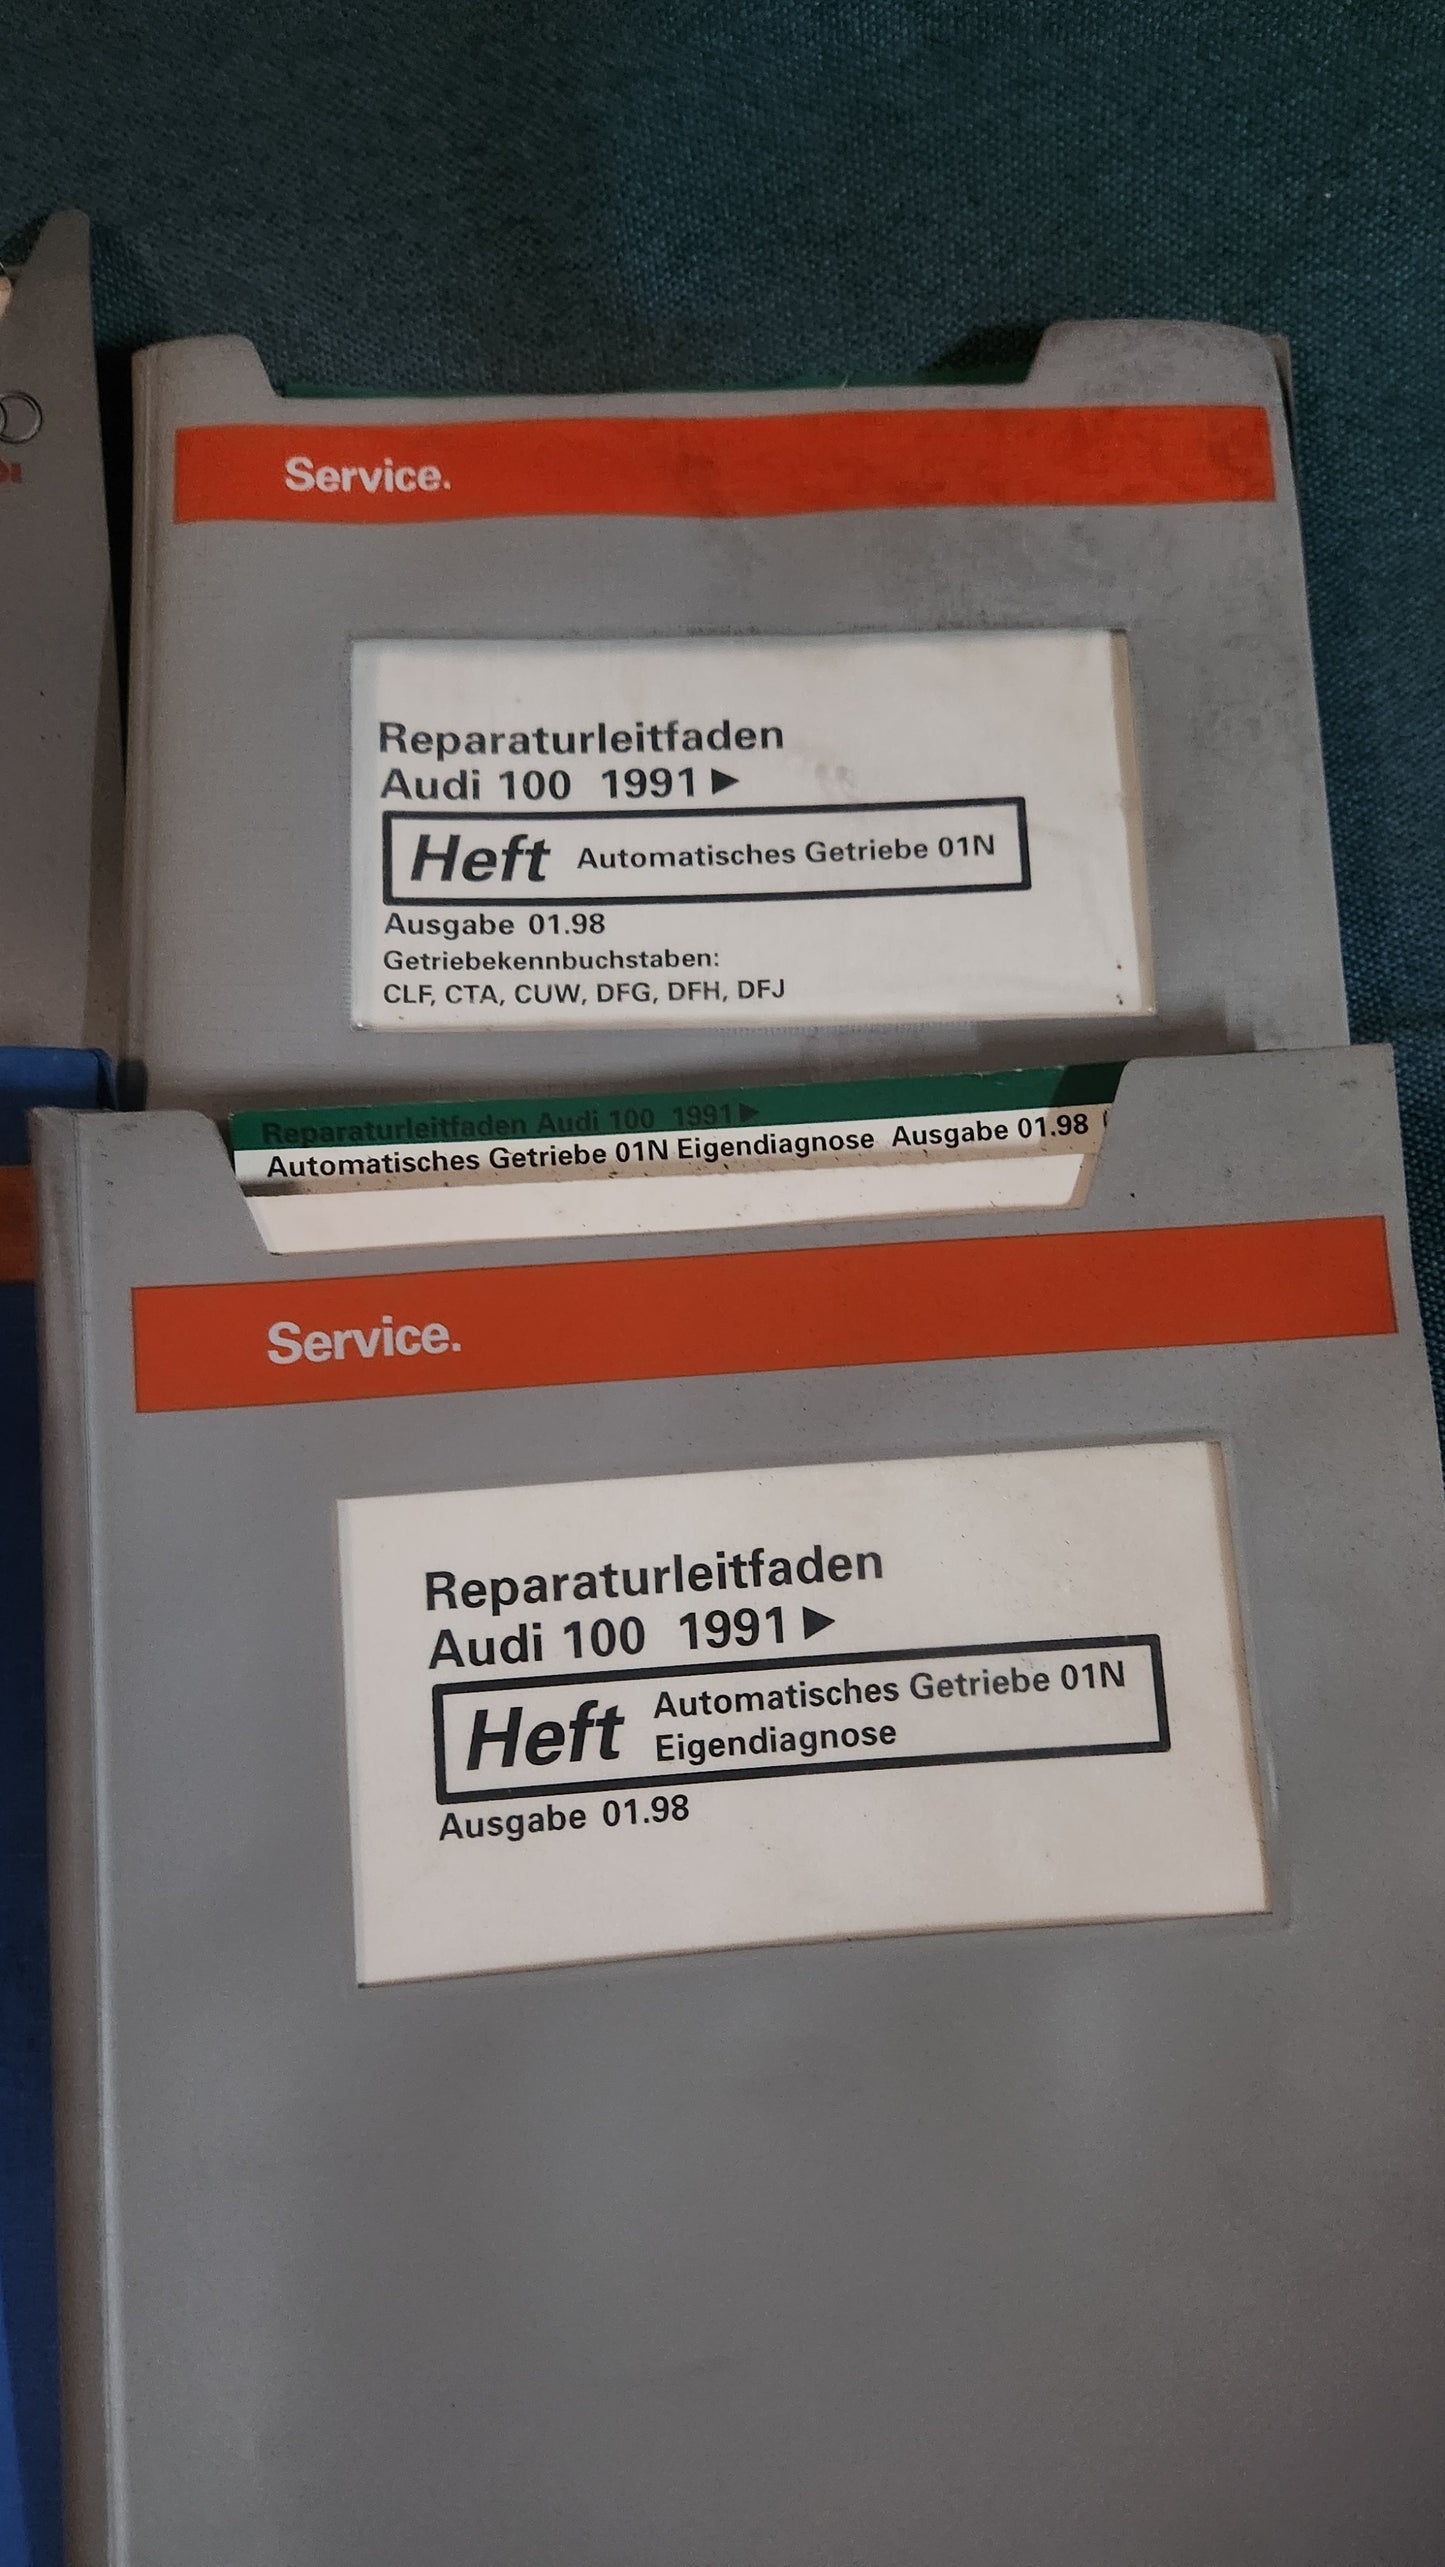 Service.
Reparaturleitfaden
Audi 100 1991 ►
Heft Automatisches Getriebe 01N
Ausgabe 01.98
Getriebekennbuchstaben:
CLF, CTA, CUW, DFG, DFH, DFJ
Reparaturleitfaden Audi 100 1991 ►
Automatisches Getriebe 01N Eigendiagnose Ausgabe 01.98
Service.
Reparaturleitfaden
Audi 100 1991 ►
Heft Automatisches Getriebe 01N
Eigendiagnose
Ausgabe 01.98